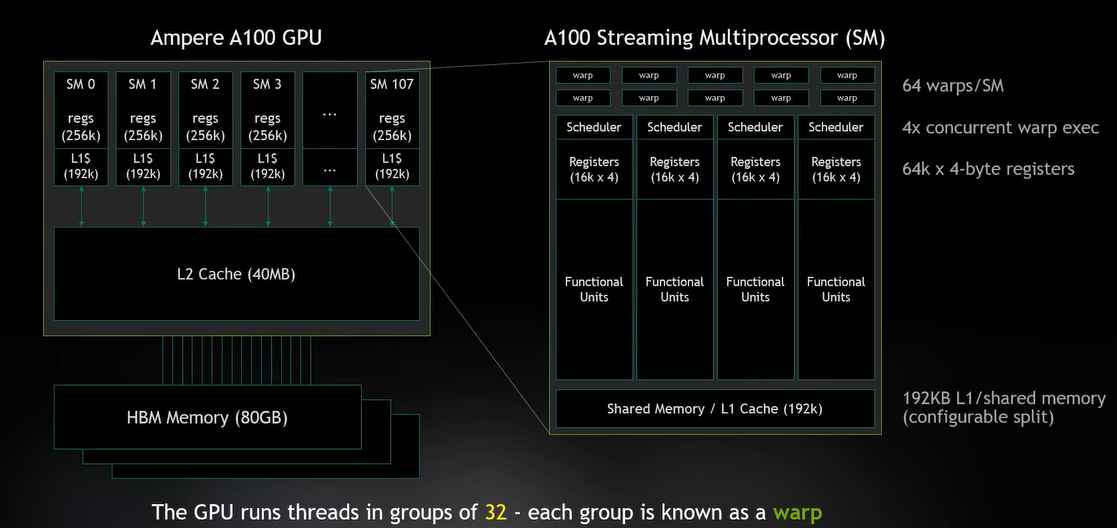 Ampere A100 GPU
SM 0
regs
(256k)
L1$
(192k)
SM 1
regs
(256k)
L1$
(192k)
SM 2
regs
(256k)
L1$
(192k)
SM 3
regs
(256k)
L1$
(192k)
...
...
SM 107
regs
(256k)
L1$
(192k)
L2 Cache (40MB)
HBM Memory (80GB)
A100 Streaming Multiprocessor (SM)
warp warp warp warp warp
warp warp warp warp warp
64 warps/SM
Scheduler Scheduler Scheduler Scheduler
4x concurrent warp exec
Registers Registers Registers Registers
(16k x 4) (16k x 4) (16k x 4) (16k x 4)
64k x 4-byte registers
Functional Functional Functional Functional
Units Units Units Units
Shared Memory / L1 Cache (192k)
192KB L1/shared memory
(configurable split)
The GPU runs threads in groups of 32 - each group is known as a warp